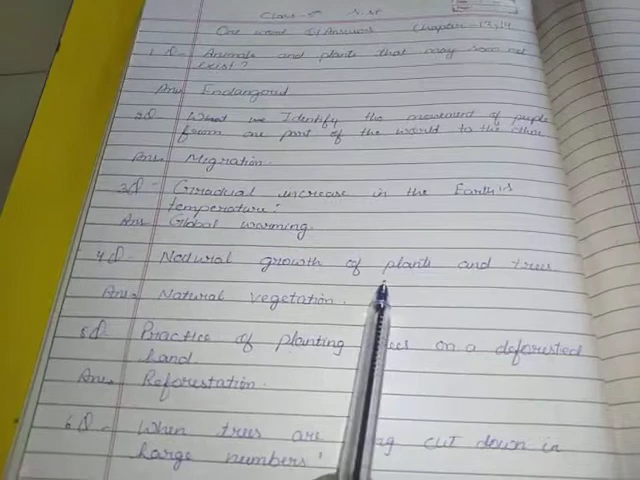 Class-5 S.St
One word Q/Answers Chapter-13,14
1Q- Animals and plants that may soon not
exist?
Ans. Endangered
2Q- What we Identify the movement of people
from one part of the world to the other
Ans. Migration.
3Q- Graradual increase in the Earth's
temperature?
Ans. Global warming.
4Q- Natural growth of plants and trees
Ans. Natural vegetation.
5Q. Practice of planting on a deforested
land
Ans. Reforestation.
6Q- When trees are cut down in
large numbers?